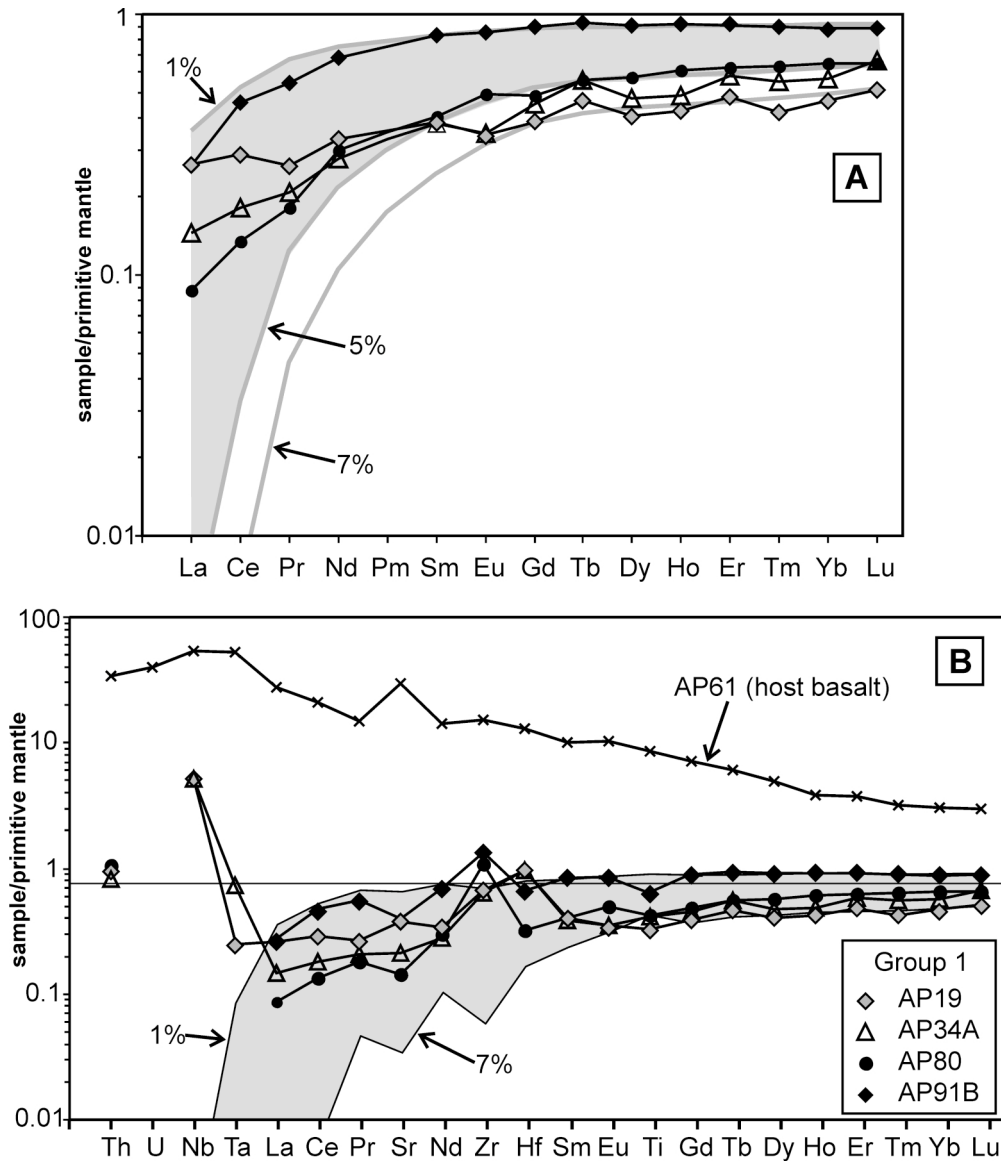 1
A
1%
sample/primitive mantle
0.1
5%
7%
0.01
La Ce Pr Nd Pm Sm Eu Gd Tb Dy Ho Er Tm Yb Lu
100
B
AP61 (host basalt)
10
sample/primitive mantle
1
0.1
1%
7%
Group 1
AP19
AP34A
AP80
AP91B
0.01
Th U Nb Ta La Ce Pr Sr Nd Zr Hf Sm Eu Ti Gd Tb Dy Ho Er Tm Yb Lu